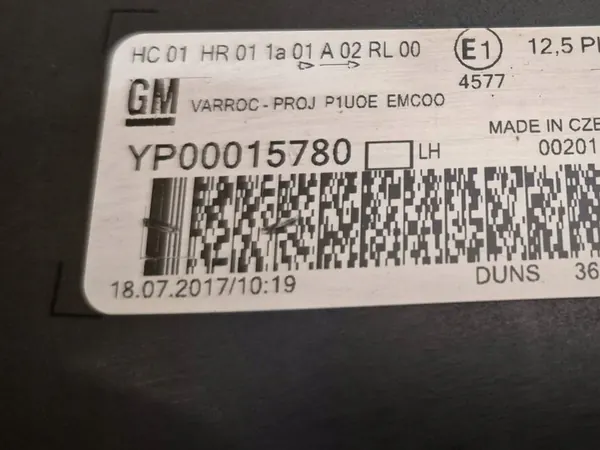 HC 01 HR 01 1a 01 A 02 RL 00 E1 12,5 Pl
4577
GM VARROC - PROJ P1UOE EMCOO
MADE IN CZE
YP00015780 LH 00201
18.07.2017/10:19 DUNS 36